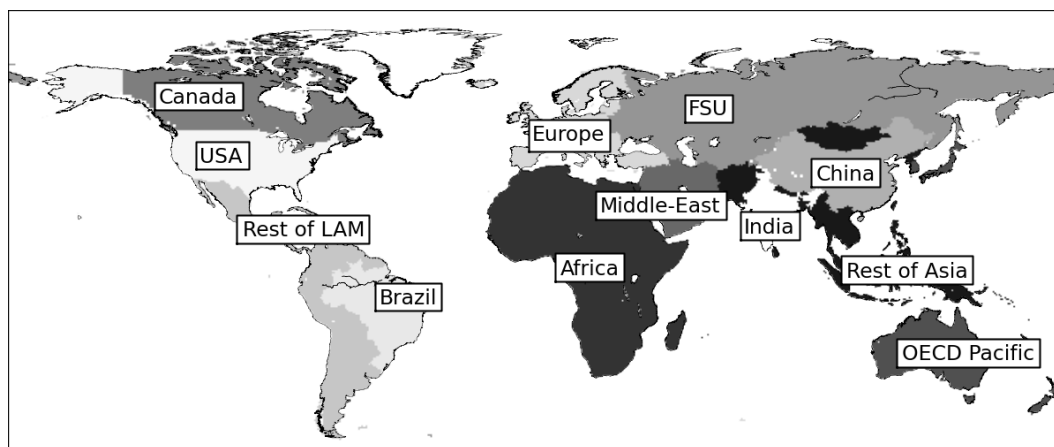 Canada
FSU
Europe
USA
China
Middle-East
Rest of LAM
India
Africa
Rest of Asia
Brazil
OECD Pacific